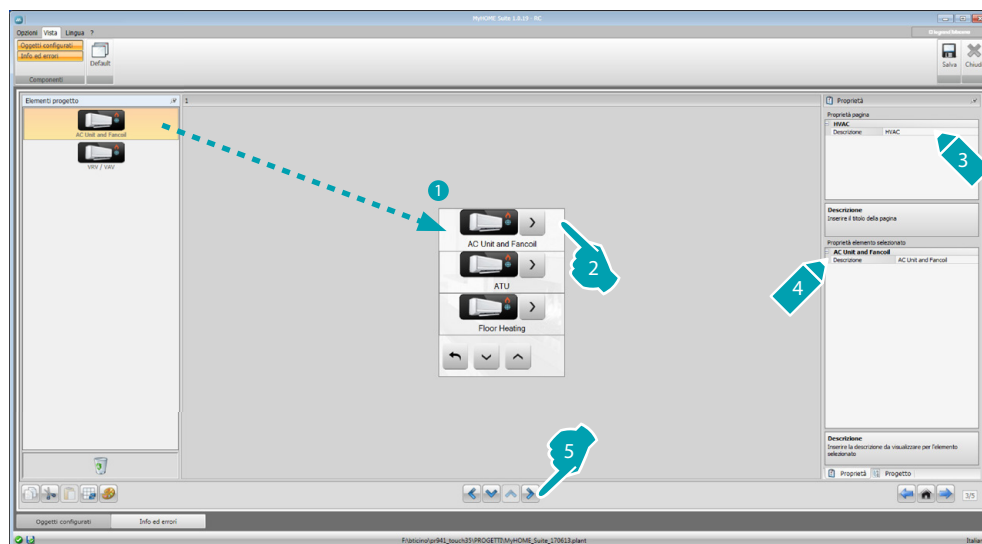 MyHOME Suite 1.0.19 - TiC
Opzioni Vista Lingua ?
Oggetti configurati
Info ed errori
Default
Componenti
Salva Chiudi
Elementi progetto
1
Proprietà
AC Unit and Fancoil
VRV / VAV
1
AC Unit and Fancoil
ATU
Floor Heating
2
Proprietà pagina
HVAC
Descrizione HVAC
3
Descrizione
Inserire il titolo della pagina
Proprietà elemento selezionato
AC Unit and Fancoil
Descrizione AC Unit and Fancoil
4
Descrizione
Inserire la descrizione da visualizzare per l'elemento
selezionato
5
Proprietà Progetto
3/5
Oggetti configurati Info ed errori
F:\bticino\pr941_touch35\PROGETTI\MyHOME_Suite_170613.plant
Italian